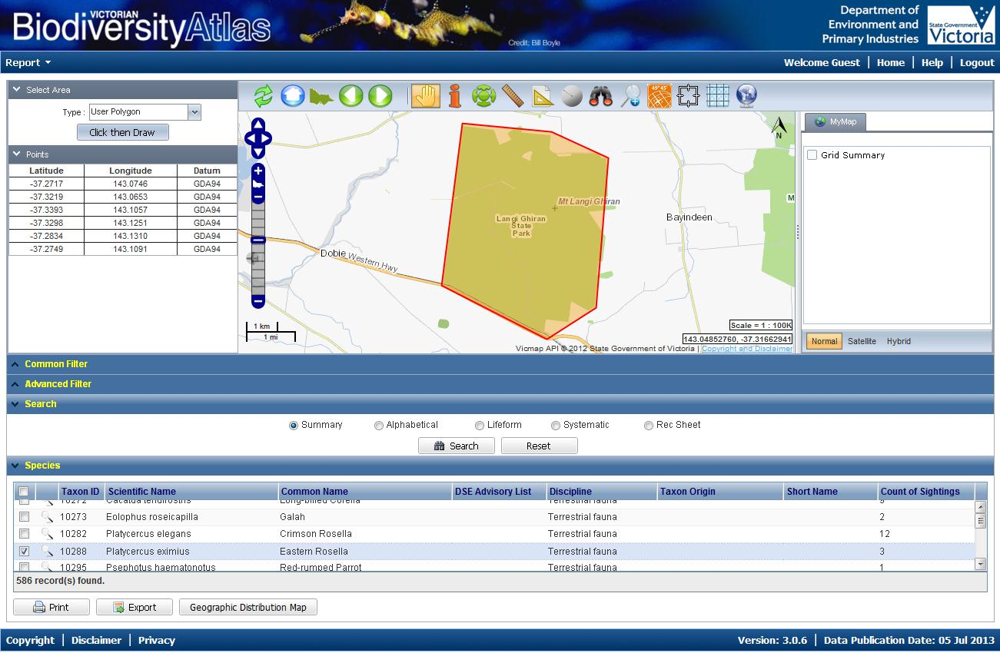 VICTORIAN
BiodiversityAtlas
Credit: Bill Boyle
Department of
Environment and
Primary Industries
State Government
Victoria
Report
Welcome Guest | Home | Help | Logout
Select Area
Type : User Polygon
Click then Draw
Points
Latitude Longitude Datum
-37.2717 143.0746 GDA94
-37.3219 143.0653 GDA94
-37.3393 143.1057 GDA94
-37.3298 143.1251 GDA94
-37.2834 143.1310 GDA94
-37.2749 143.1091 GDA94
49°45'
N
Mt Langi Ghiran
Langi Ghiran
State
Park
Bayindeen
M
Dobie
Western Hwy
1 km
1 mi
Scale = 1 : 100K
143.04852760, -37.31662941
Vicmap API © 2012 State Government of Victoria | Copyright and Disclaimer
MyMap
Grid Summary
Normal Satellite Hybrid
Common Filter
Advanced Filter
Search
Summary Alphabetical Lifeform Systematic Rec Sheet
Search Reset
Species
Taxon ID Scientific Name Common Name DSE Advisory List Discipline Taxon Origin Short Name Count of Sightings
10272 Cacatua tenuirostris Long-billed Corella Terrestrial fauna 9
10273 Eolophus roseicapilla Galah Terrestrial fauna 2
10282 Platycercus elegans Crimson Rosella Terrestrial fauna 12
10288 Platycercus eximius Eastern Rosella Terrestrial fauna 3
10295 Psephotus haematonotus Red-rumped Parrot Terrestrial fauna 1
586 record(s) found.
Print Export Geographic Distribution Map
Copyright | Disclaimer | Privacy
Version: 3.0.6 | Data Publication Date: 05 Jul 2013